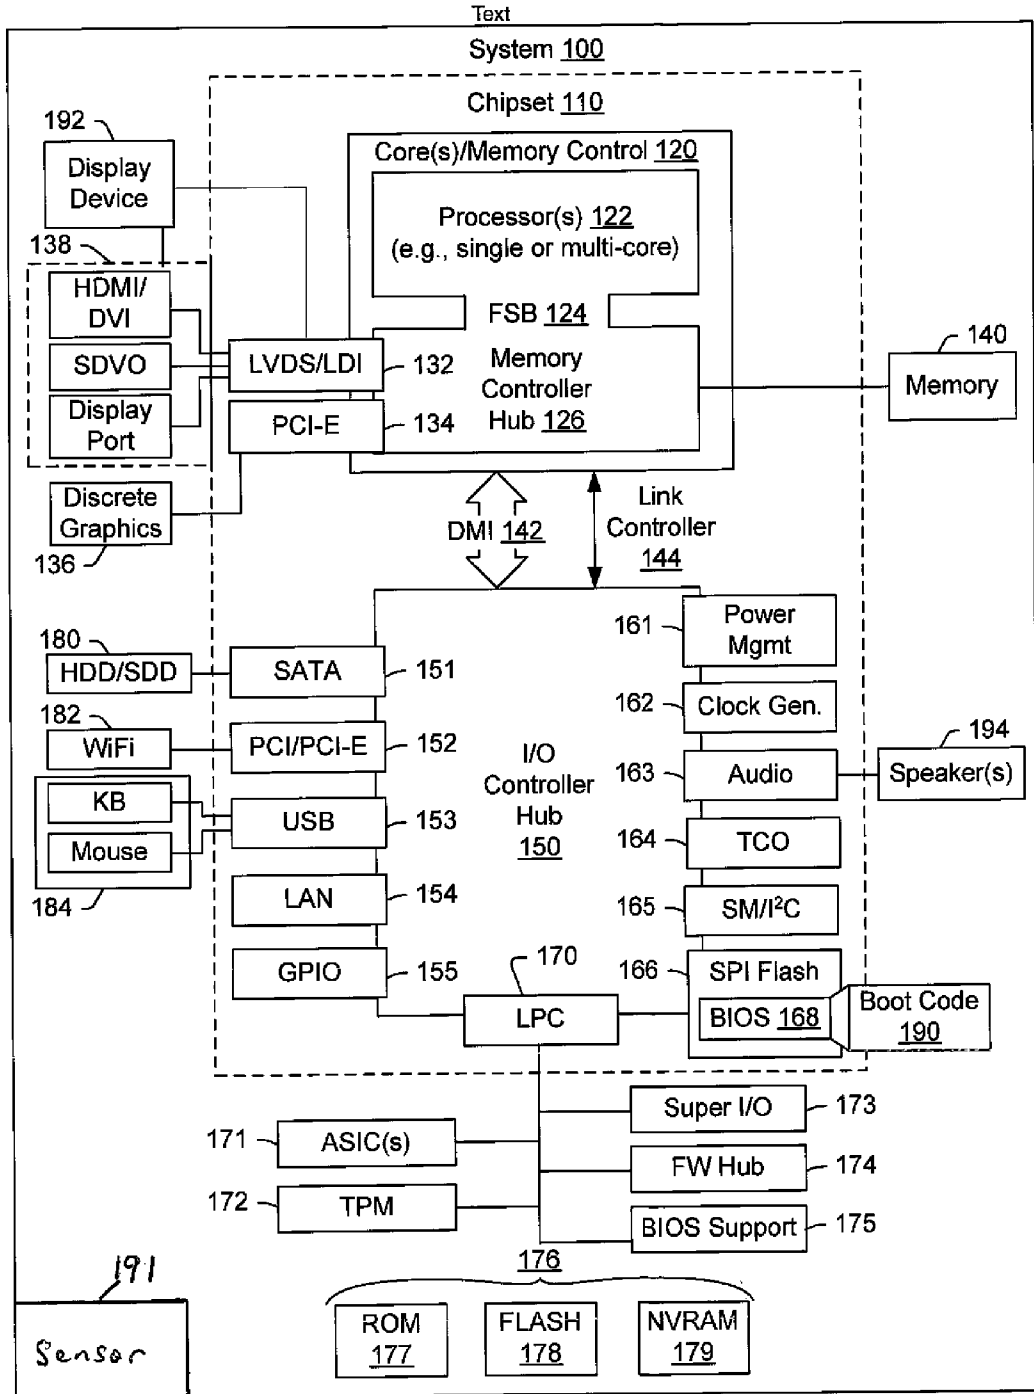 Text
System 100
Chipset 110
192
Display
Device
138
HDMI/
DVI
SDVO
Display
Port
Discrete
Graphics
136
Core(s)/Memory Control 120
Processor(s) 122
(e.g., single or multi-core)
FSB 124
Memory
Controller
Hub 126
LVDS/LDI
132
PCI-E
134
140
Memory
DMI 142
Link
Controller
144
180
HDD/SDD
182
WiFi
KB
Mouse
184
SATA
151
PCI/PCI-E
152
USB
153
LAN
154
GPIO
155
I/O
Controller
Hub
150
161
Power
Mgmt
162
Clock Gen.
163
Audio
194
Speaker(s)
164
TCO
165
SM/I²C
166
SPI Flash
BIOS 168
Boot Code
190
170
LPC
171
ASIC(s)
172
TPM
Super I/O
173
FW Hub
174
BIOS Support
175
176
ROM
177
FLASH
178
NVRAM
179
191
Sensor